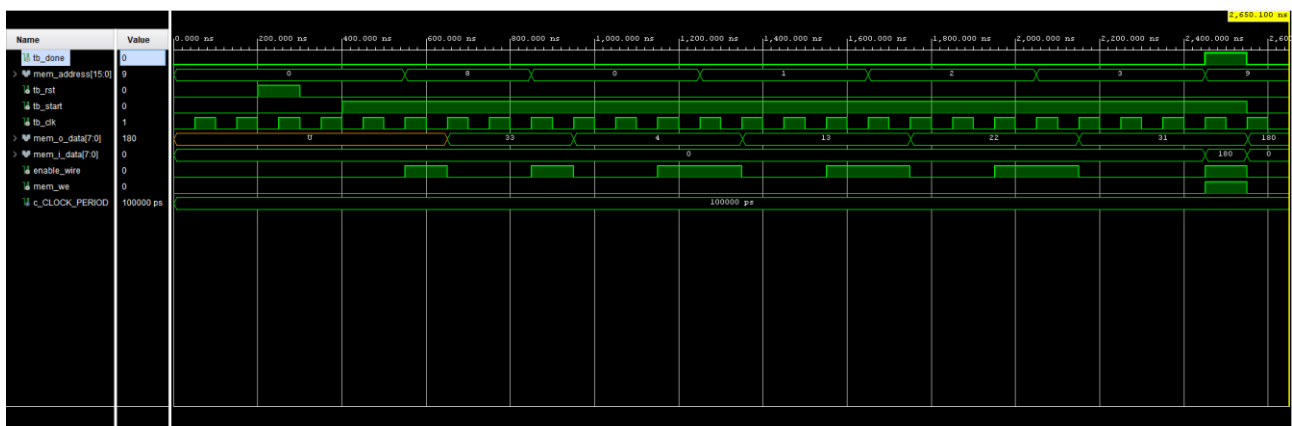 2,650.100 ns
Name Value 0.000 ns 200.000 ns 400.000 ns 600.000 ns 800.000 ns 1,000.000 ns 1,200.000 ns 1,400.000 ns 1,600.000 ns 1,800.000 ns 2,000.000 ns 2,200.000 ns 2,400.000 ns 2,60
tb_done 0
mem_address[15:0] 9 0 8 0 1 2 3 9
tb_rst 0
tb_start 0
tb_clk 1
mem_o_data[7:0] 180 U 33 4 13 22 31 180
mem_i_data[7:0] 0 0 180 0
enable_wire 0
mem_we 0
c_CLOCK_PERIOD 100000 ps 100000 ps